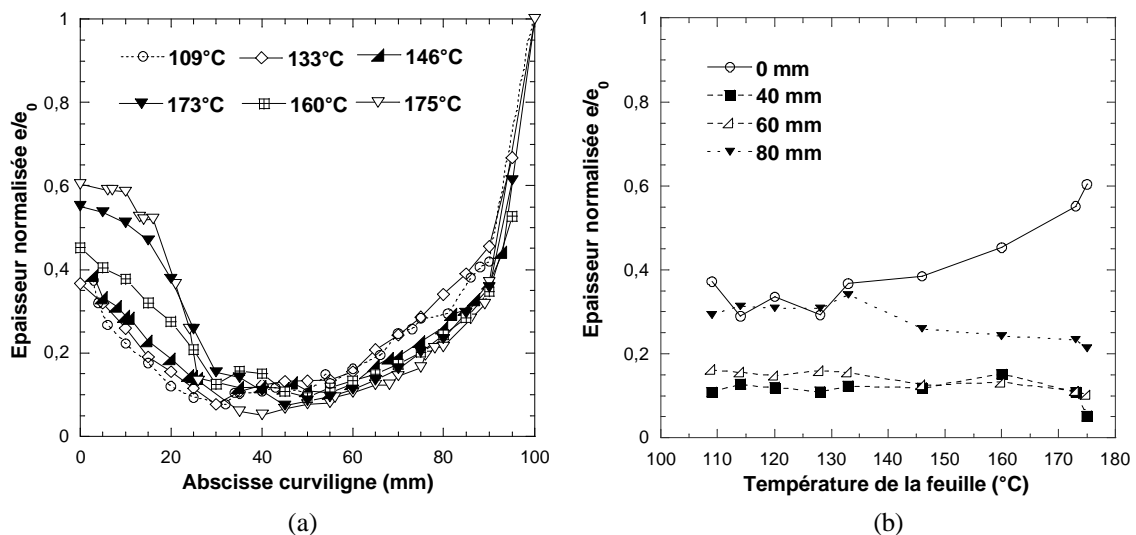 Epaisseur normalisée e/e0
1
0,8
0,6
0,4
0,2
0
109°C 133°C 146°C
173°C 160°C 175°C
0 20 40 60 80 100
Abscisse curviligne (mm)
(a)
Epaisseur normalisée e/e0
1
0,8
0,6
0,4
0,2
0
0 mm
40 mm
60 mm
80 mm
100 110 120 130 140 150 160 170 180
Température de la feuille (°C)
(b)